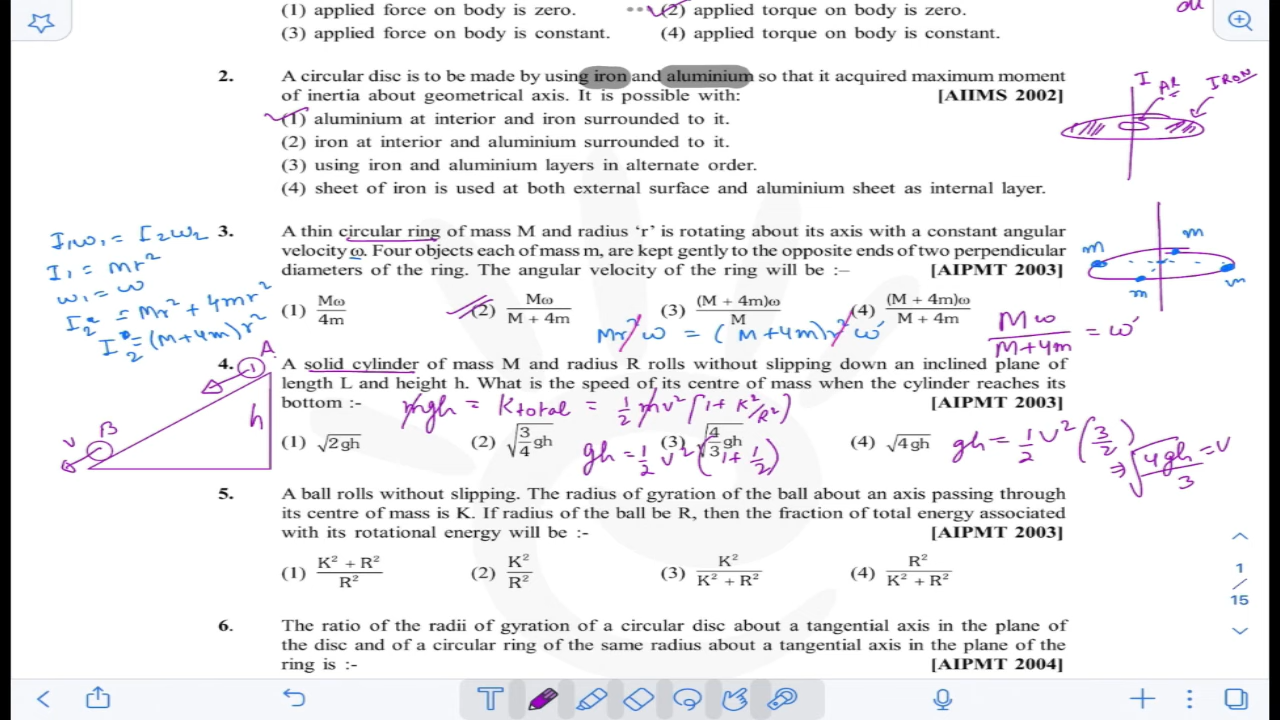 (1) applied force on body is zero. (2) applied torque on body is zero.
(3) applied force on body is constant. (4) applied torque on body is constant.
2. A circular disc is to be made by using iron and aluminium so that it acquired maximum moment
of inertia about geometrical axis. It is possible with: [AIIMS 2002]
(1) aluminium at interior and iron surrounded to it.
(2) iron at interior and aluminium surrounded to it.
(3) using iron and aluminium layers in alternate order.
(4) sheet of iron is used at both external surface and aluminium sheet as internal layer.
I
Al
IRON
3. A thin circular ring of mass M and radius ‘r’ is rotating about its axis with a constant angular
velocity ω. Four objects each of mass m, are kept gently to the opposite ends of two perpendicular
diameters of the ring. The angular velocity of the ring will be :– [AIPMT 2003]
(1) Mω/4m (2) Mω/(M + 4m) (3) (M + 4m)ω/M (4) (M + 4m)ω/(M + 4m)
I₁ω₁ = I₂ω₂
I₁ = mr²
ω₁ = ω
I₂ = Mr² + 4mr²
I₂ = (M+4m)r²
m m m m
Mr²ω = (M+4m)r²ω'
Mω/(M+4m) = ω'
4. A solid cylinder of mass M and radius R rolls without slipping down an inclined plane of
length L and height h. What is the speed of its centre of mass when the cylinder reaches its
bottom :- [AIPMT 2003]
(1) √2gh (2) √(3/4 gh) (3) √(4/3 gh) (4) √4gh
A
B
h
v
mgh = Ktotal = 1/2 mv² (1 + K²/R²)
gh = 1/2 v² (1 + 1/2)
gh = 1/2 v² (3/2)
⇒ √(4gh/3) = v
5. A ball rolls without slipping. The radius of gyration of the ball about an axis passing through
its centre of mass is K. If radius of the ball be R, then the fraction of total energy associated
with its rotational energy will be :- [AIPMT 2003]
(1) (K² + R²)/R² (2) K²/R² (3) K²/(K² + R²) (4) R²/(K² + R²)
6. The ratio of the radii of gyration of a circular disc about a tangential axis in the plane of
the disc and of a circular ring of the same radius about a tangential axis in the plane of the
ring is :- [AIPMT 2004]
1
/
15